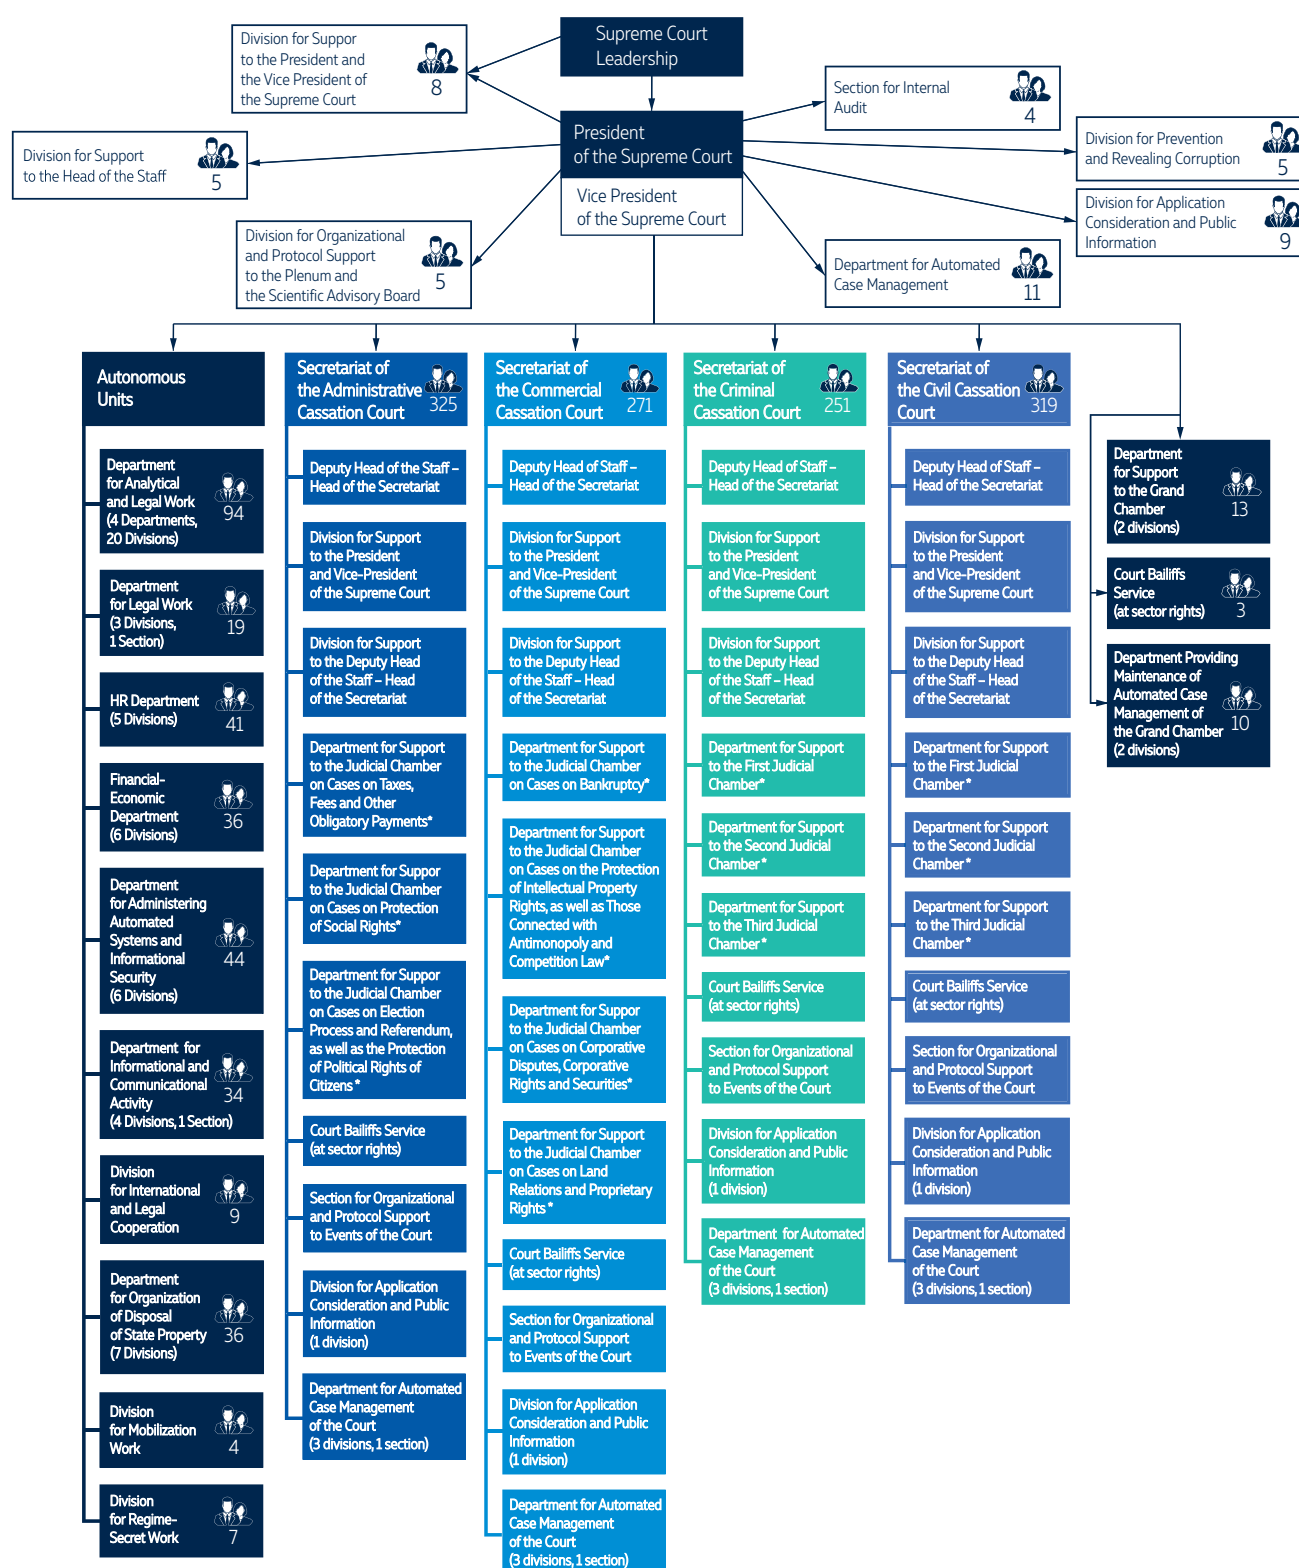 Supreme Court
Leadership
Division for Suppor
to the President and
the Vice President of
the Supreme Court
8
Section for Internal
Audit
4
President
of the Supreme Court
Vice President
of the Supreme Court
Division for Prevention
and Revealing Corruption
5
Division for Support
to the Head of the Staff
5
Division for Application
Consideration and Public
Information
9
Division for Organizational
and Protocol Support
to the Plenum and
the Scientific Advisory Board
5
Department for Automated
Case Management
11
Autonomous
Units
Department
for Analytical
and Legal Work
(4 Departments,
20 Divisions)
94
Department
for Legal Work
(3 Divisions,
1 Section)
19
HR Department
(5 Divisions)
41
Financial-
Economic
Department
(6 Divisions)
36
Department
for Administering
Automated
Systems and
Informational
Security
(6 Divisions)
44
Department for
Informational and
Communicational
Activity
(4 Divisions, 1 Section)
34
Division
for International
and Legal
Cooperation
9
Department
for Organization
of Disposal
of State Property
(7 Divisions)
36
Division
for Mobilization
Work
4
Division
for Regime-
Secret Work
7
Secretariat of
the Administrative
Cassation Court
325
Deputy Head of the Staff –
Head of the Secretariat
Division for Support
to the President
and Vice-President
of the Supreme Court
Division for Support
to the Deputy Head
of the Staff – Head
of the Secretariat
Department for Support
to the Judicial Chamber
on Cases on Taxes,
Fees and Other
Obligatory Payments*
Department for Suppor
to the Judicial Chamber
on Cases on Protection
of Social Rights*
Department for Suppor
to the Judicial Chamber
on Cases on Election
Process and Referendum,
as well as the Protection
of Political Rights of
Citizens *
Court Bailiffs Service
(at sector rights)
Section for Organizational
and Protocol Support
to Events of the Court
Division for Application
Consideration and Public
Information
(1 division)
Department for Automated
Case Management
of the Court
(3 divisions, 1 section)
Secretariat of
the Commercial
Cassation Court
271
Deputy Head of Staff –
Head of the Secretariat
Division for Support
to the President
and Vice-President
of the Supreme Court
Division for Support
to the Deputy Head
of the Staff – Head
of the Secretariat
Department for Support
to the Judicial Chamber
on Cases on Bankruptcy*
Department for Support
to the Judicial Chamber
on Cases on the Protection
of Intellectual Property
Rights, as well as Those
Connected with
Antimonopoly and
Competition Law*
Department for Suppor
to the Judicial Chamber
on Cases on Corporative
Disputes, Corporative
Rights and Securities*
Department for Support
to the Judicial Chamber
on Cases on Land
Relations and Proprietary
Rights *
Court Bailiffs Service
(at sector rights)
Section for Organizational
and Protocol Support
to Events of the Court
Division for Application
Consideration and Public
Information
(1 division)
Department for Automated
Case Management
of the Court
(3 divisions, 1 section)
Secretariat of
the Criminal
Cassation Court
251
Deputy Head of Staff –
Head of the Secretariat
Division for Support
to the President
and Vice-President
of the Supreme Court
Division for Support
to the Deputy Head
of the Staff – Head
of the Secretariat
Department for Support
to the First Judicial
Chamber*
Department for Support
to the Second Judicial
Chamber *
Department for Support
to the Third Judicial
Chamber *
Court Bailiffs Service
(at sector rights)
Section for Organizational
and Protocol Support
to Events of the Court
Division for Application
Consideration and Public
Information
(1 division)
Department for Automated
Case Management
of the Court
(3 divisions, 1 section)
Secretariat of
the Civil Cassation
Court
319
Deputy Head of Staff –
Head of the Secretariat
Division for Support
to the President
and Vice-President
of the Supreme Court
Division for Support
to the Deputy Head
of the Staff – Head
of the Secretariat
Department for Support
to the First Judicial
Chamber *
Department for Support
to the Second Judicial
Chamber *
Department for Support
to the Third Judicial
Chamber *
Court Bailiffs Service
(at sector rights)
Section for Organizational
and Protocol Support
to Events of the Court
Division for Application
Consideration and Public
Information
(1 division)
Department for Automated
Case Management
of the Court
(3 divisions, 1 section)
Department
for Support
to the Grand
Chamber
(2 divisions)
13
Court Bailiffs
Service
(at sector rights)
3
Department Providing
Maintenance of
Automated Case
Management of
the Grand Chamber
(2 divisions)
10